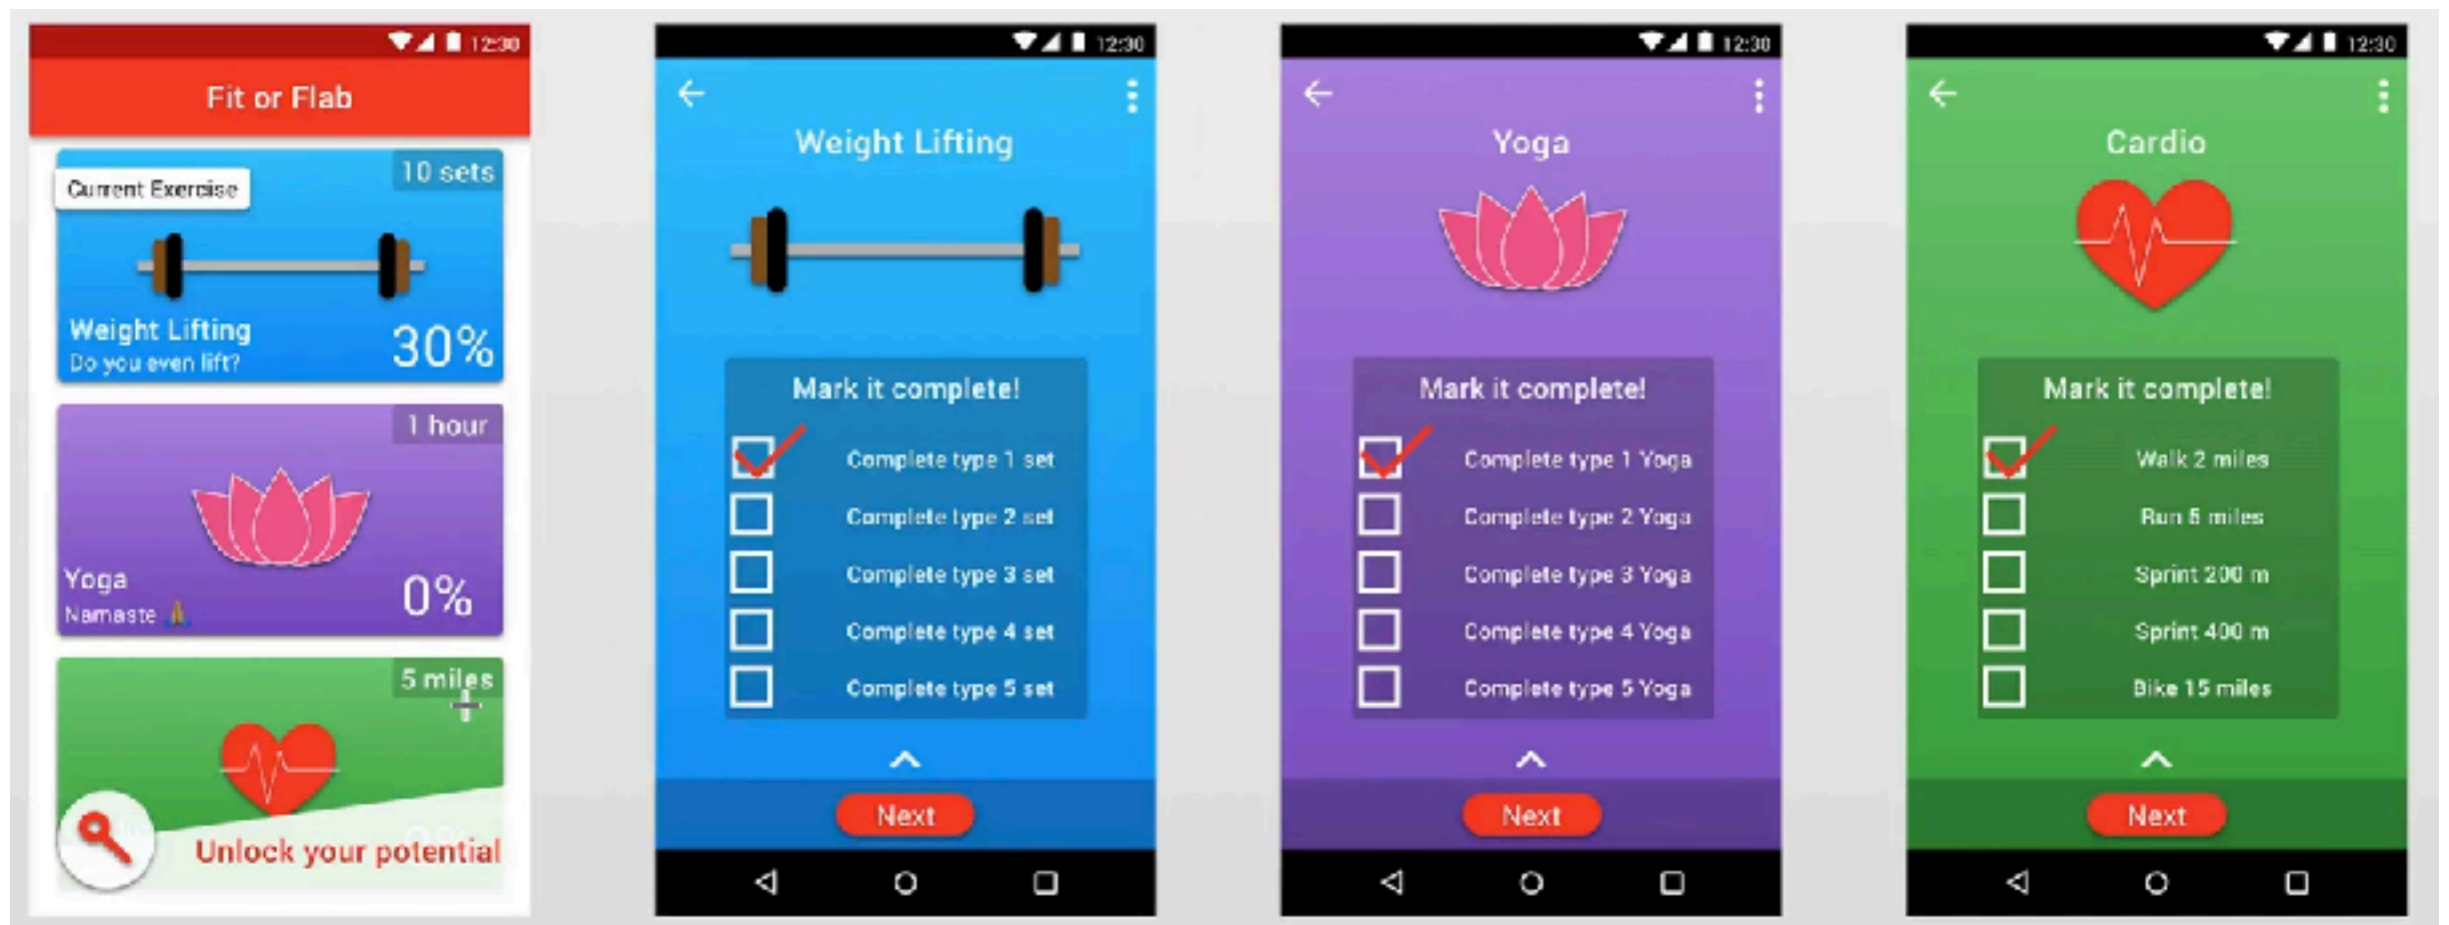 12:30
Fit or Flab
10 sets
Current Exercise
Weight Lifting
Do you even lift?
30%
1 hour
Yoga
Namaste 🙏
0%
5 miles
Unlock your potential
12:30
Weight Lifting
Mark it complete!
Complete type 1 set
Complete type 2 set
Complete type 3 set
Complete type 4 set
Complete type 5 set
Next
12:30
Yoga
Mark it complete!
Complete type 1 Yoga
Complete type 2 Yoga
Complete type 3 Yoga
Complete type 4 Yoga
Complete type 5 Yoga
Next
12:30
Cardio
Mark it complete!
Walk 2 miles
Run 5 miles
Sprint 200 m
Sprint 400 m
Bike 15 miles
Next